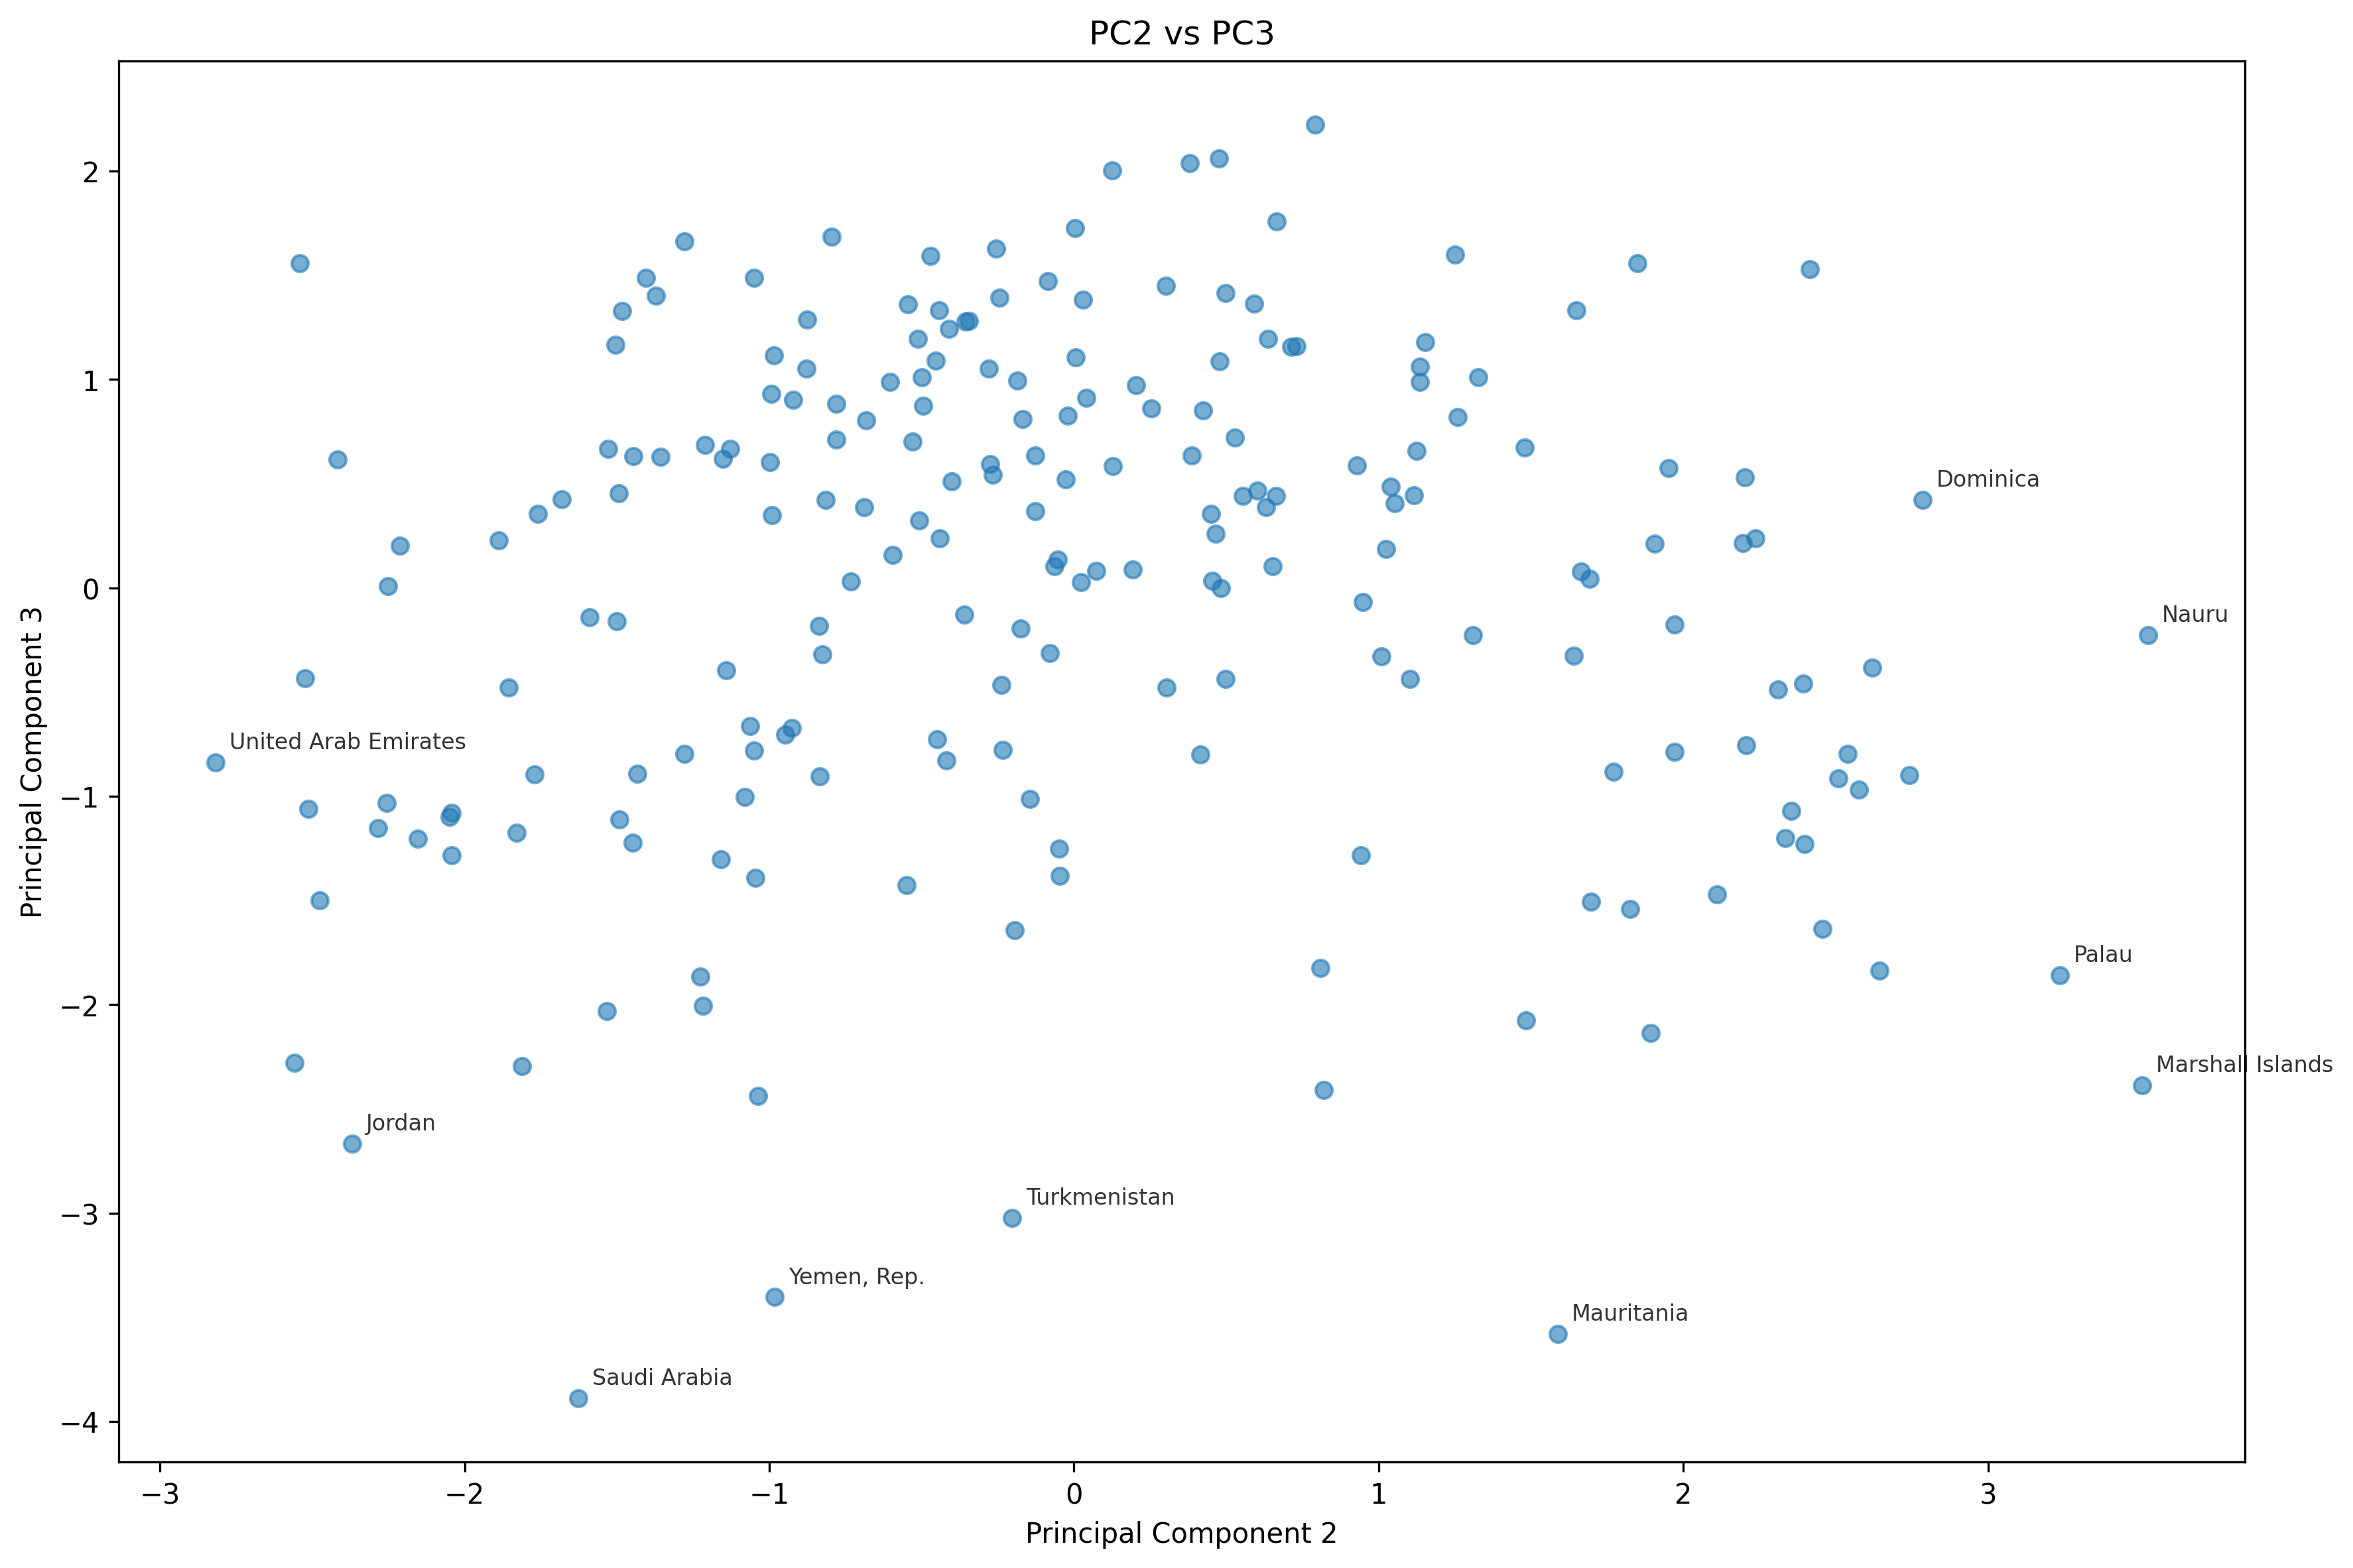 PC2 vs PC3
2
1
0
−1
−2
−3
−4
Principal Component 3
Dominica
Nauru
United Arab Emirates
Palau
Marshall Islands
Jordan
Turkmenistan
Yemen, Rep.
Mauritania
Saudi Arabia
−3 −2 −1 0 1 2 3
Principal Component 2